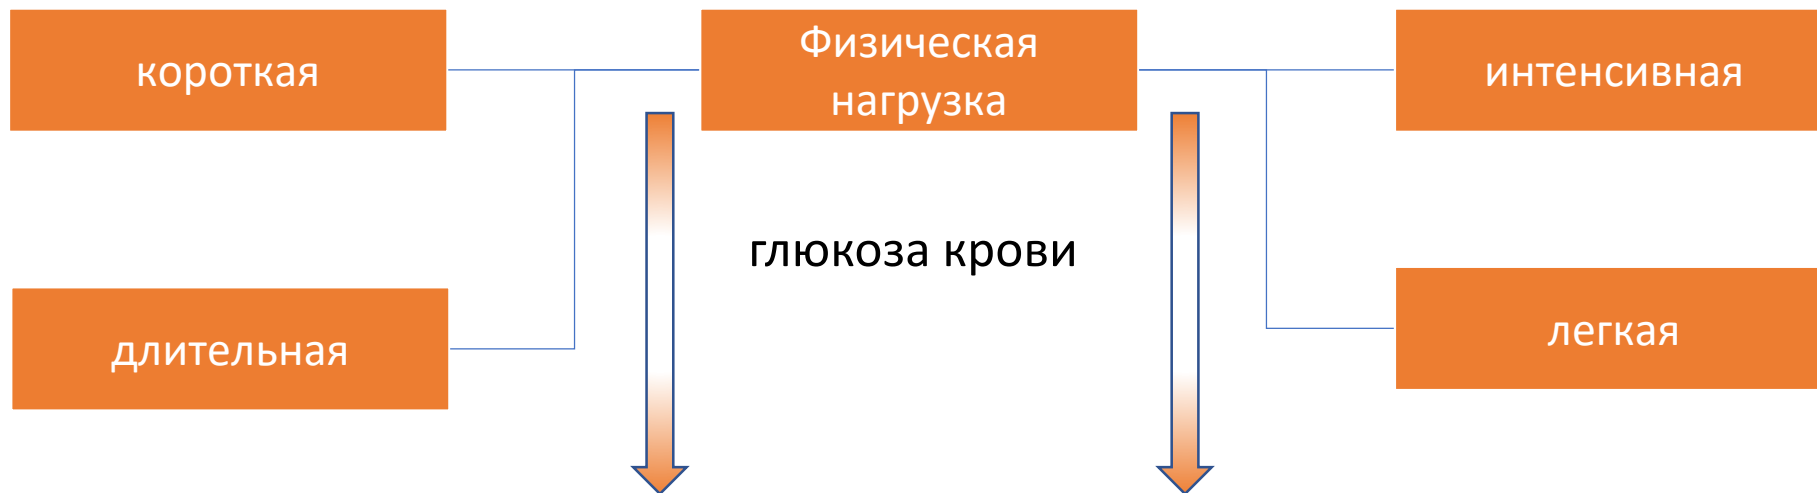 короткая
Физическая
нагрузка
интенсивная
глюкоза крови
длительная
легкая